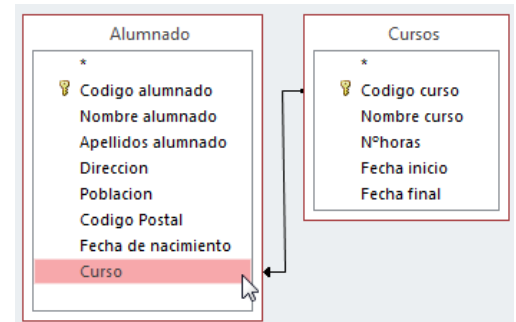 Alumnado
*
Codigo alumnado
Nombre alumnado
Apellidos alumnado
Direccion
Poblacion
Codigo Postal
Fecha de nacimiento
Curso
Cursos
*
Codigo curso
Nombre curso
Nºhoras
Fecha inicio
Fecha final